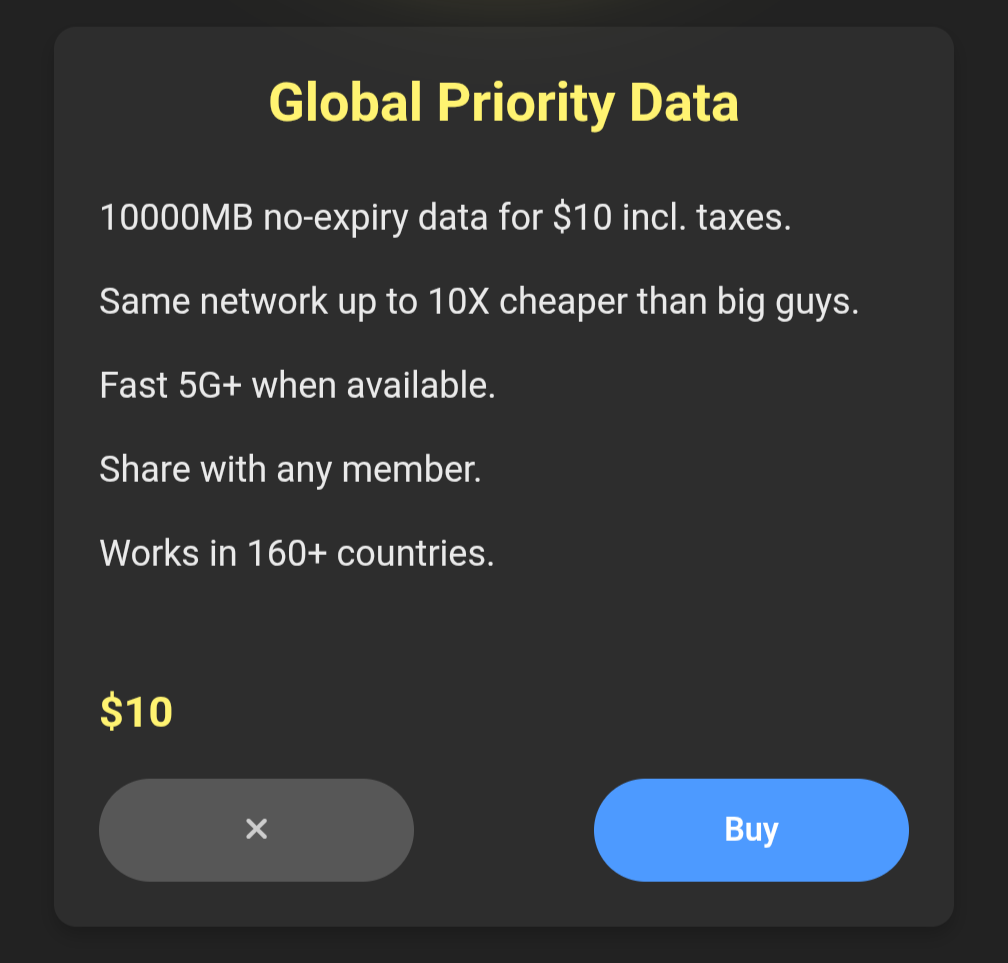 Global Priority Data
10000MB no-expiry data for $10 incl. taxes.
Same network up to 10X cheaper than big guys.
Fast 5G+ when available.
Share with any member.
Works in 160+ countries.
$10
×
Buy